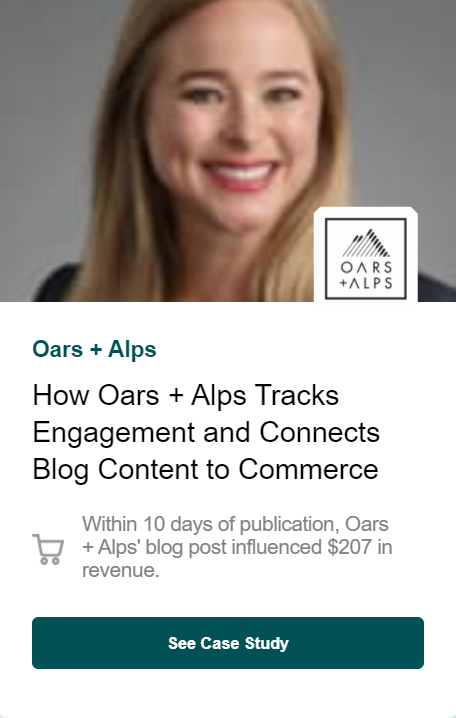 OARS
+ALPS
Oars + Alps
How Oars + Alps Tracks
Engagement and Connects
Blog Content to Commerce
Within 10 days of publication, Oars
+ Alps' blog post influenced $207 in
revenue.
See Case Study